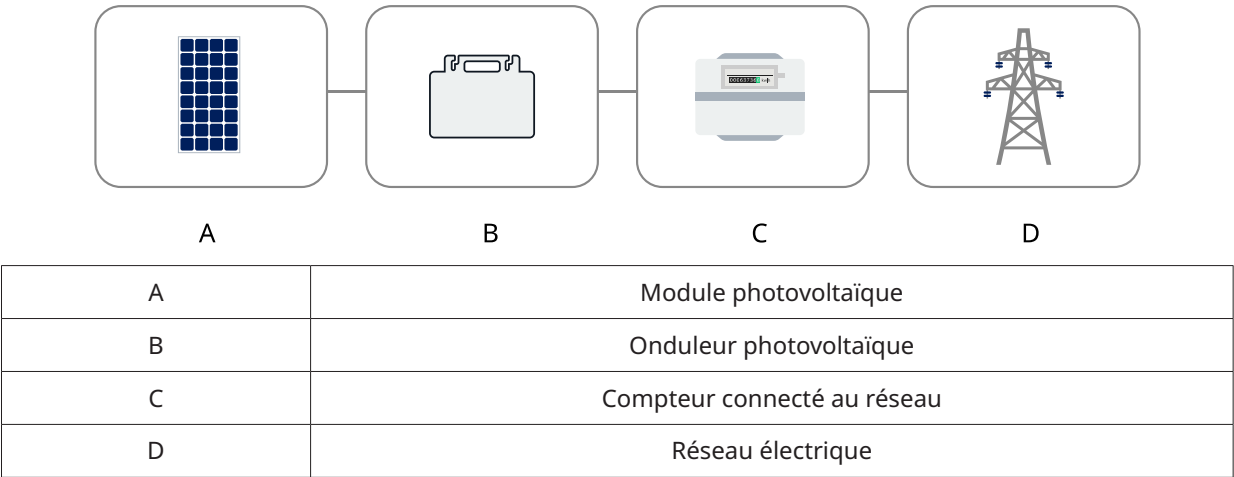 A B C D
A Module photovoltaïque
B Onduleur photovoltaïque
C Compteur connecté au réseau
D Réseau électrique